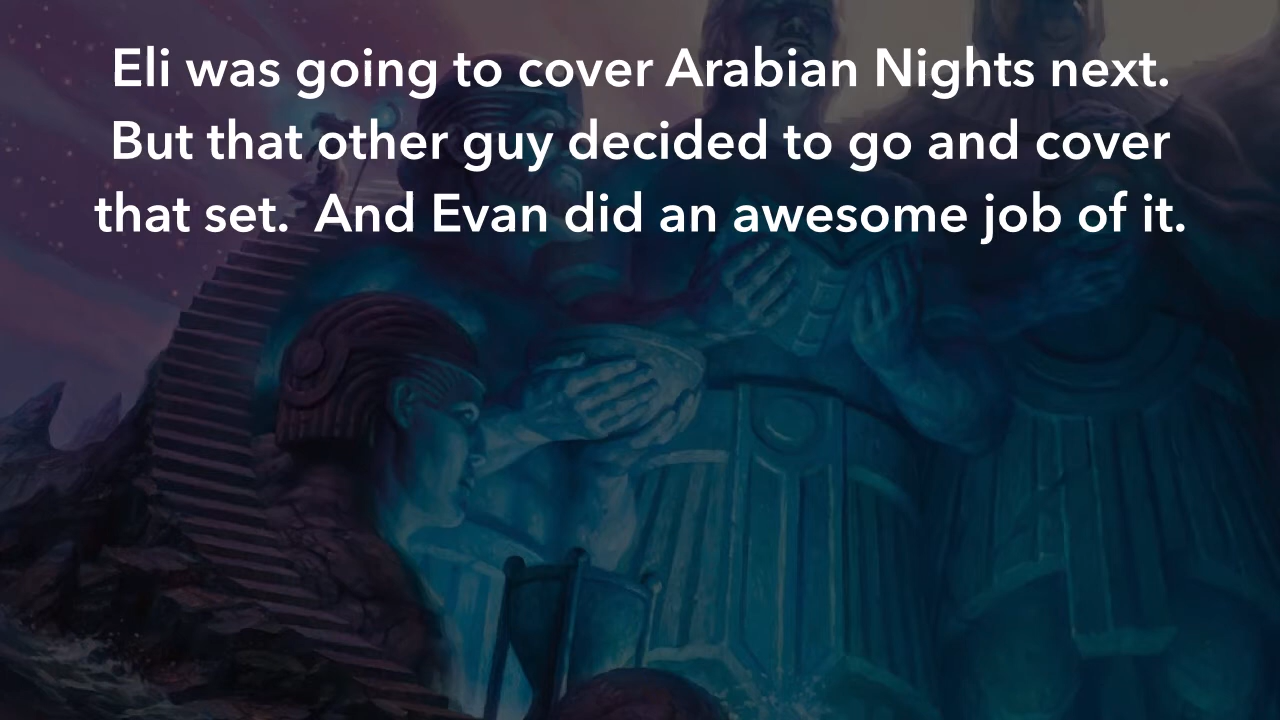 Eli was going to cover Arabian Nights next.
But that other guy decided to go and cover
that set.  And Evan did an awesome job of it.